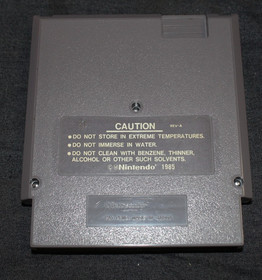 CAUTION REV-A
● DO NOT STORE IN EXTREME TEMPERATURES.
● DO NOT IMMERSE IN WATER.
● DO NOT CLEAN WITH BENZENE, THINNER,
ALCOHOL OR OTHER SUCH SOLVENTS.
© Nintendo 1985